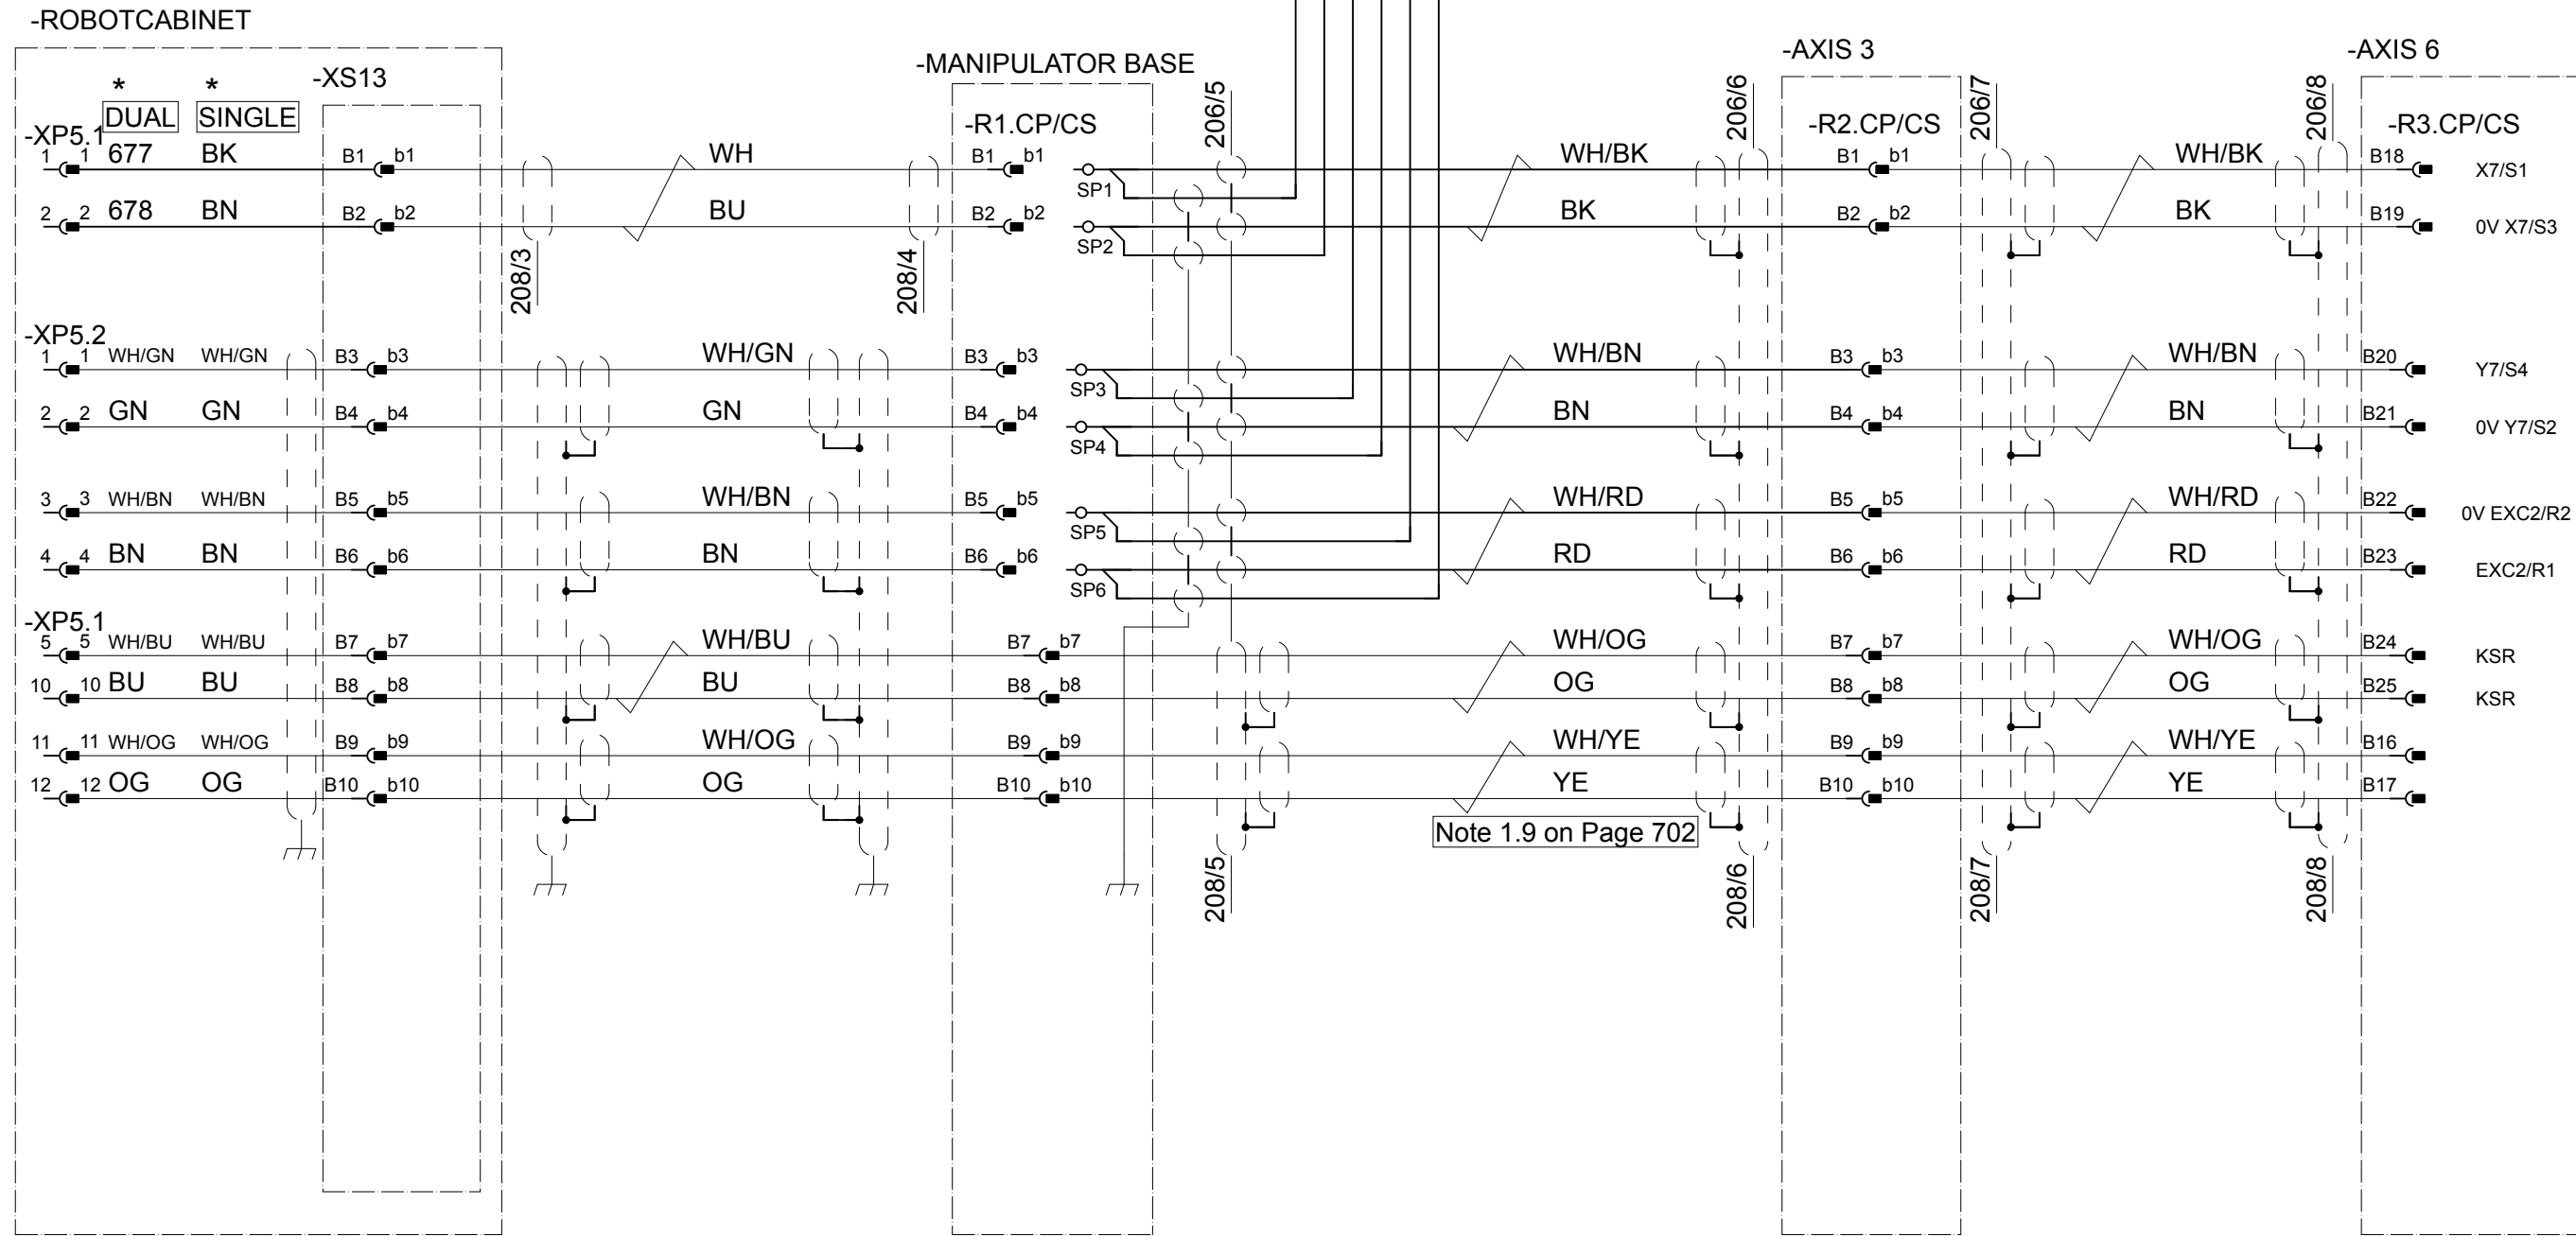 -ROBOTCABINET
-MANIPULATOR BASE
-AXIS 3
-AXIS 6
* * -XS13
DUAL SINGLE
206/5 206/6 206/7 206/8
-R1.CP/CS -R2.CP/CS -R3.CP/CS
-XP5.1
1 1 677 BK B1 b1 WH B1 b1 WH/BK B1 b1 WH/BK B18 X7/S1
SP1
2 2 678 BN B2 b2 BU B2 b2 BK B2 b2 BK B19 0V X7/S3
SP2
208/3 208/4
-XP5.2
1 1 WH/GN WH/GN B3 b3 WH/GN B3 b3 WH/BN B3 b3 WH/BN B20 Y7/S4
SP3
2 2 GN GN B4 b4 GN B4 b4 BN B4 b4 BN B21 0V Y7/S2
SP4
3 3 WH/BN WH/BN B5 b5 WH/BN B5 b5 WH/RD B5 b5 WH/RD B22 0V EXC2/R2
SP5
4 4 BN BN B6 b6 BN B6 b6 RD B6 b6 RD B23 EXC2/R1
SP6
-XP5.1
5 5 WH/BU WH/BU B7 b7 WH/BU B7 b7 WH/OG B7 b7 WH/OG B24 KSR
10 10 BU BU B8 b8 BU B8 b8 OG B8 b8 OG B25 KSR
11 11 WH/OG WH/OG B9 b9 WH/OG B9 b9 WH/YE B9 b9 WH/YE B16
12 12 OG OG B10 b10 OG B10 b10 YE B10 b10 YE B17
Note 1.9 on Page 702
208/5 208/6 208/7 208/8